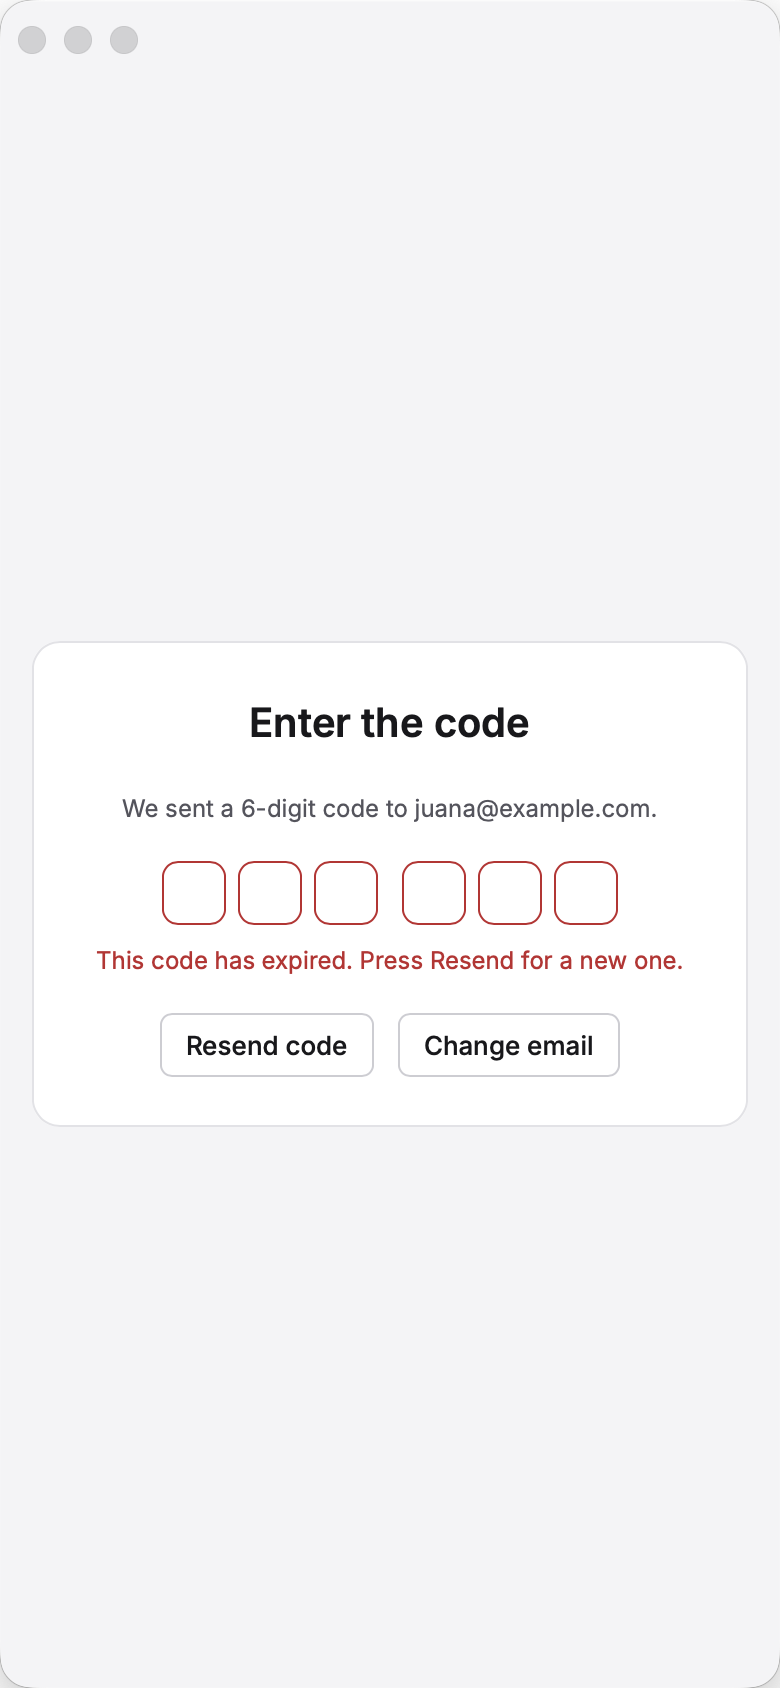 Enter the code
We sent a 6-digit code to juana@example.com.
This code has expired. Press Resend for a new one.
Resend code
Change email